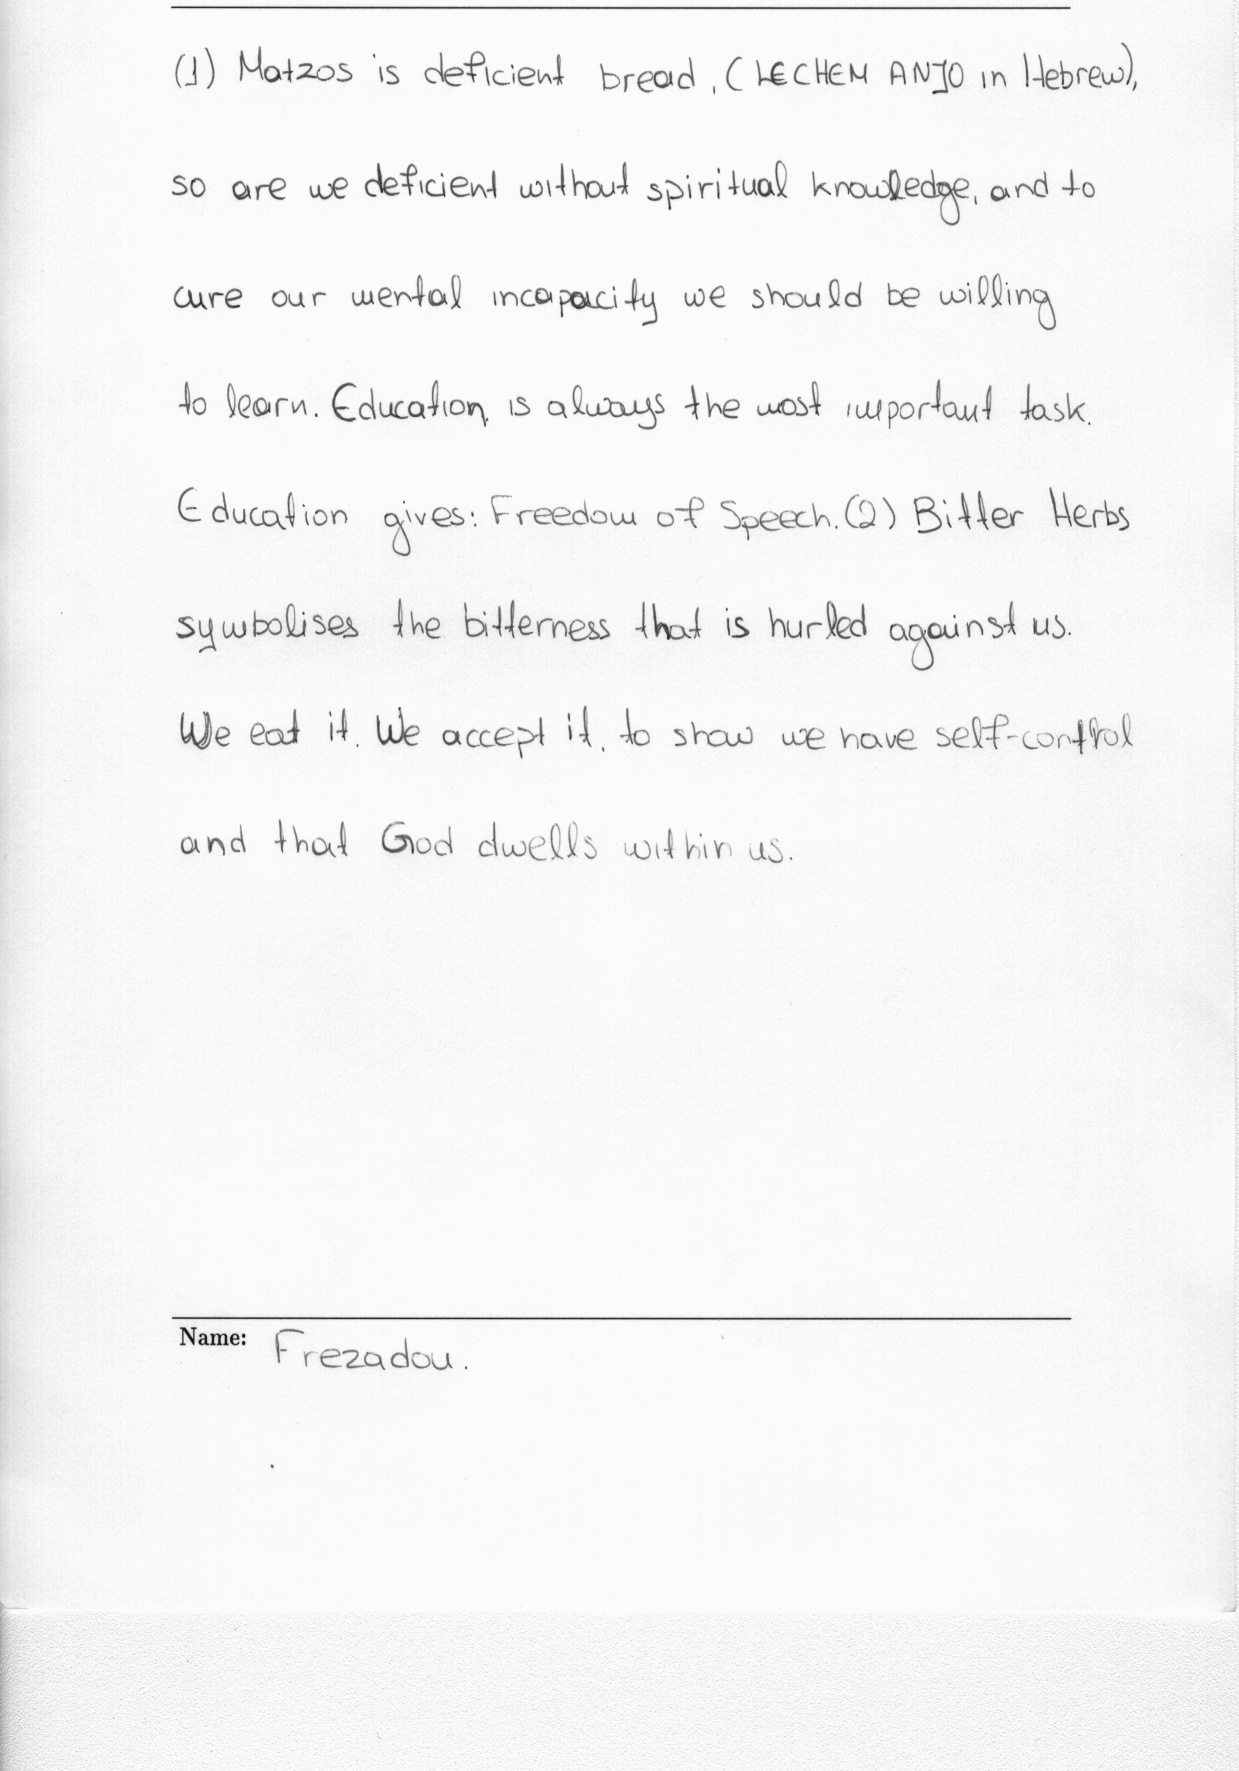 (1) Matzos is deficient bread, (LECHEM ANJO in Hebrew),
so are we deficient without spiritual knowledge, and to
cure our mental incapacity we should be willing
to learn. Education is always the most important task.
Education gives: Freedom of Speech. (2) Bitter Herbs
symbolises the bitterness that is hurled against us.
We eat it. We accept it, to show we have self-control
and that God dwells within us.
Name: Frezadou.